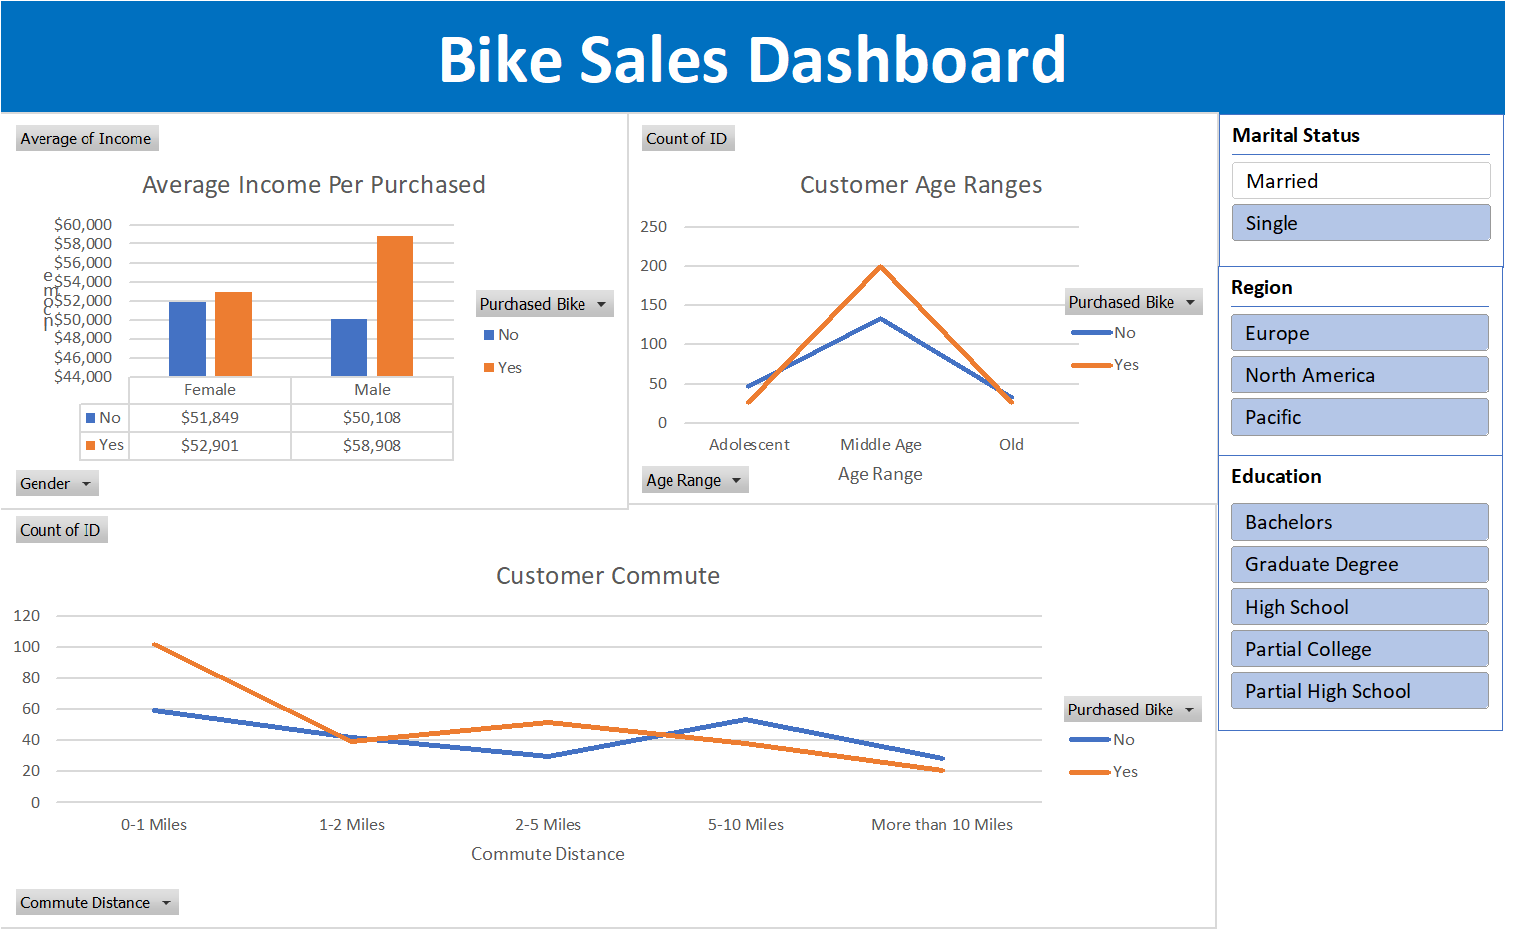 Bike Sales Dashboard
Average of Income
Average Income Per Purchased
$60,000
$58,000
$56,000
$54,000
$52,000
$50,000
$48,000
$46,000
$44,000
Income
Female Male
No $51,849 $50,108
Yes $52,901 $58,908
Purchased Bike
No
Yes
Gender
Count of ID
Customer Age Ranges
250
200
150
100
50
0
Adolescent Middle Age Old
Age Range
Purchased Bike
No
Yes
Age Range
Marital Status
Married
Single
Region
Europe
North America
Pacific
Education
Bachelors
Graduate Degree
High School
Partial College
Partial High School
Count of ID
Customer Commute
120
100
80
60
40
20
0
0-1 Miles 1-2 Miles 2-5 Miles 5-10 Miles More than 10 Miles
Commute Distance
Purchased Bike
No
Yes
Commute Distance